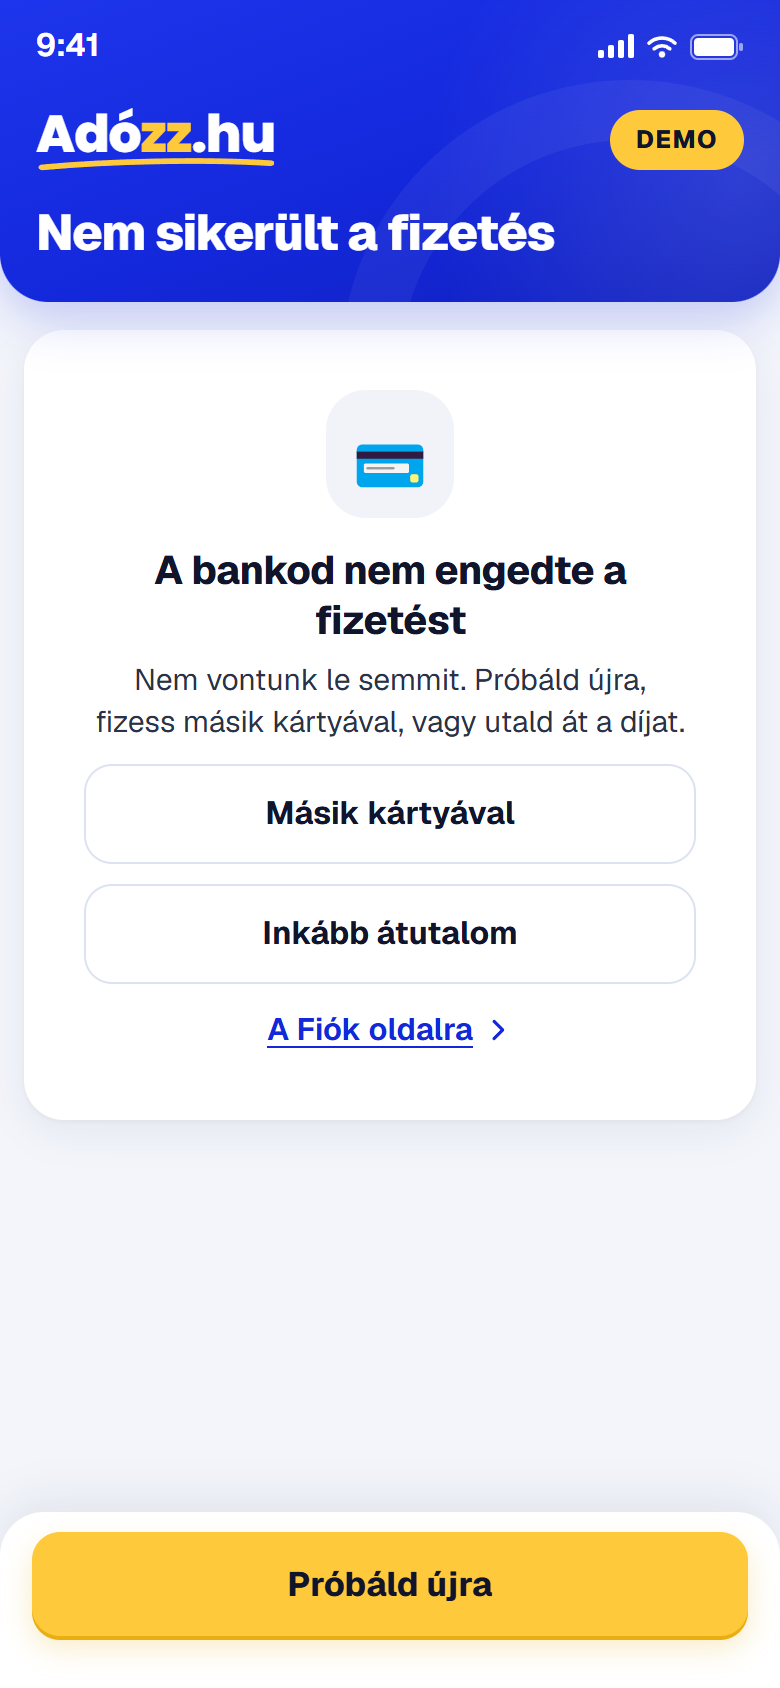 9:41
Adózz.hu
DEMO
Nem sikerült a fizetés
A bankod nem engedte a
fizetést
Nem vontunk le semmit. Próbáld újra,
fizess másik kártyával, vagy utald át a díjat.
Másik kártyával
Inkább átutalom
A Fiók oldalra
Próbáld újra